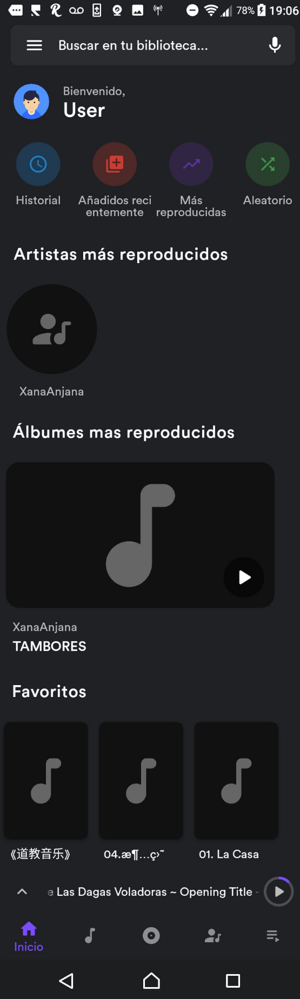 78% 19:06
Buscar en tu biblioteca...
Bienvenido,
User
Historial
Añadidos reci
entemente
Más
reproducidas
Aleatorio
Artistas más reproducidos
XanaAnjana
Álbumes mas reproducidos
XanaAnjana
TAMBORES
Favoritos
《道教音乐》
04.æ¶…ç›˜
01. La Casa
e Las Dagas Voladoras ~ Opening Title -
Inicio